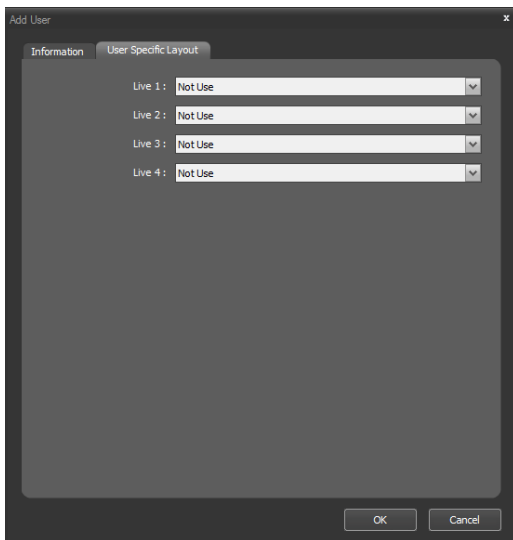 Add User x
Information User Specific Layout
Live 1 : Not Use
Live 2 : Not Use
Live 3 : Not Use
Live 4 : Not Use
OK Cancel